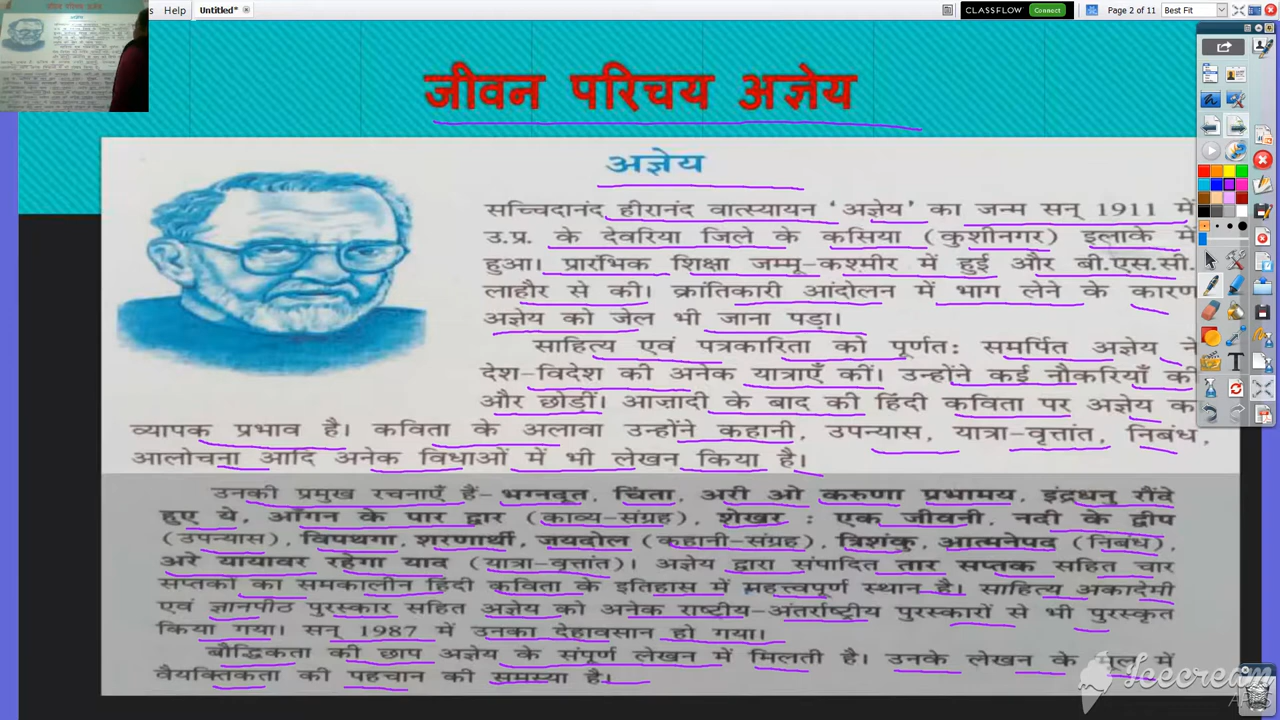 Help
Untitled*
CLASSFLOW Connect
Page 2 of 11
Best Fit
जीवन परिचय अज्ञेय
अज्ञेय
सच्चिदानंद हीरानंद वात्स्यायन ‘अज्ञेय’ का जन्म सन् 1911 में
उ.प्र. के देवरिया जिले के कसिया (कुशीनगर) इलाके में
हुआ। प्रारंभिक शिक्षा जम्मू-कश्मीर में हुई और बी.एस.सी.
लाहौर से की। क्रांतिकारी आंदोलन में भाग लेने के कारण
अज्ञेय को जेल भी जाना पड़ा।
साहित्य एवं पत्रकारिता को पूर्णतः समर्पित अज्ञेय ने
देश-विदेश की अनेक यात्राएँ कीं। उन्होंने कई नौकरियाँ कीं
और छोड़ीं। आज़ादी के बाद की हिंदी कविता पर अज्ञेय का
व्यापक प्रभाव है। कविता के अलावा उन्होंने कहानी, उपन्यास, यात्रा-वृत्तांत, निबंध,
आलोचना आदि अनेक विधाओं में भी लेखन किया है।
उनकी प्रमुख रचनाएँ हैं- भग्नदूत, चिंता, अरी ओ करुणा प्रभामय, इंद्रधनु रौंदे
हुए ये, आँगन के पार द्वार (काव्य-संग्रह), शेखर : एक जीवनी, नदी के द्वीप
(उपन्यास), विपथगा, शरणार्थी, जयदोल (कहानी-संग्रह), त्रिशंकु, आत्मनेपद (निबंध),
अरे यायावर रहेगा याद (यात्रा-वृत्तांत)। अज्ञेय द्वारा संपादित तार सप्तक सहित चार
सप्तकों का समकालीन हिंदी कविता के इतिहास में महत्त्वपूर्ण स्थान है। साहित्य अकादेमी
एवं ज्ञानपीठ पुरस्कार सहित अज्ञेय को अनेक राष्ट्रीय-अंतर्राष्ट्रीय पुरस्कारों से भी पुरस्कृत
किया गया। सन् 1987 में उनका देहावसान हो गया।
बौद्धिकता की छाप अज्ञेय के संपूर्ण लेखन में मिलती है। उनके लेखन के मूल में
वैयक्तिकता की पहचान की समस्या है।
Icecream
APPS